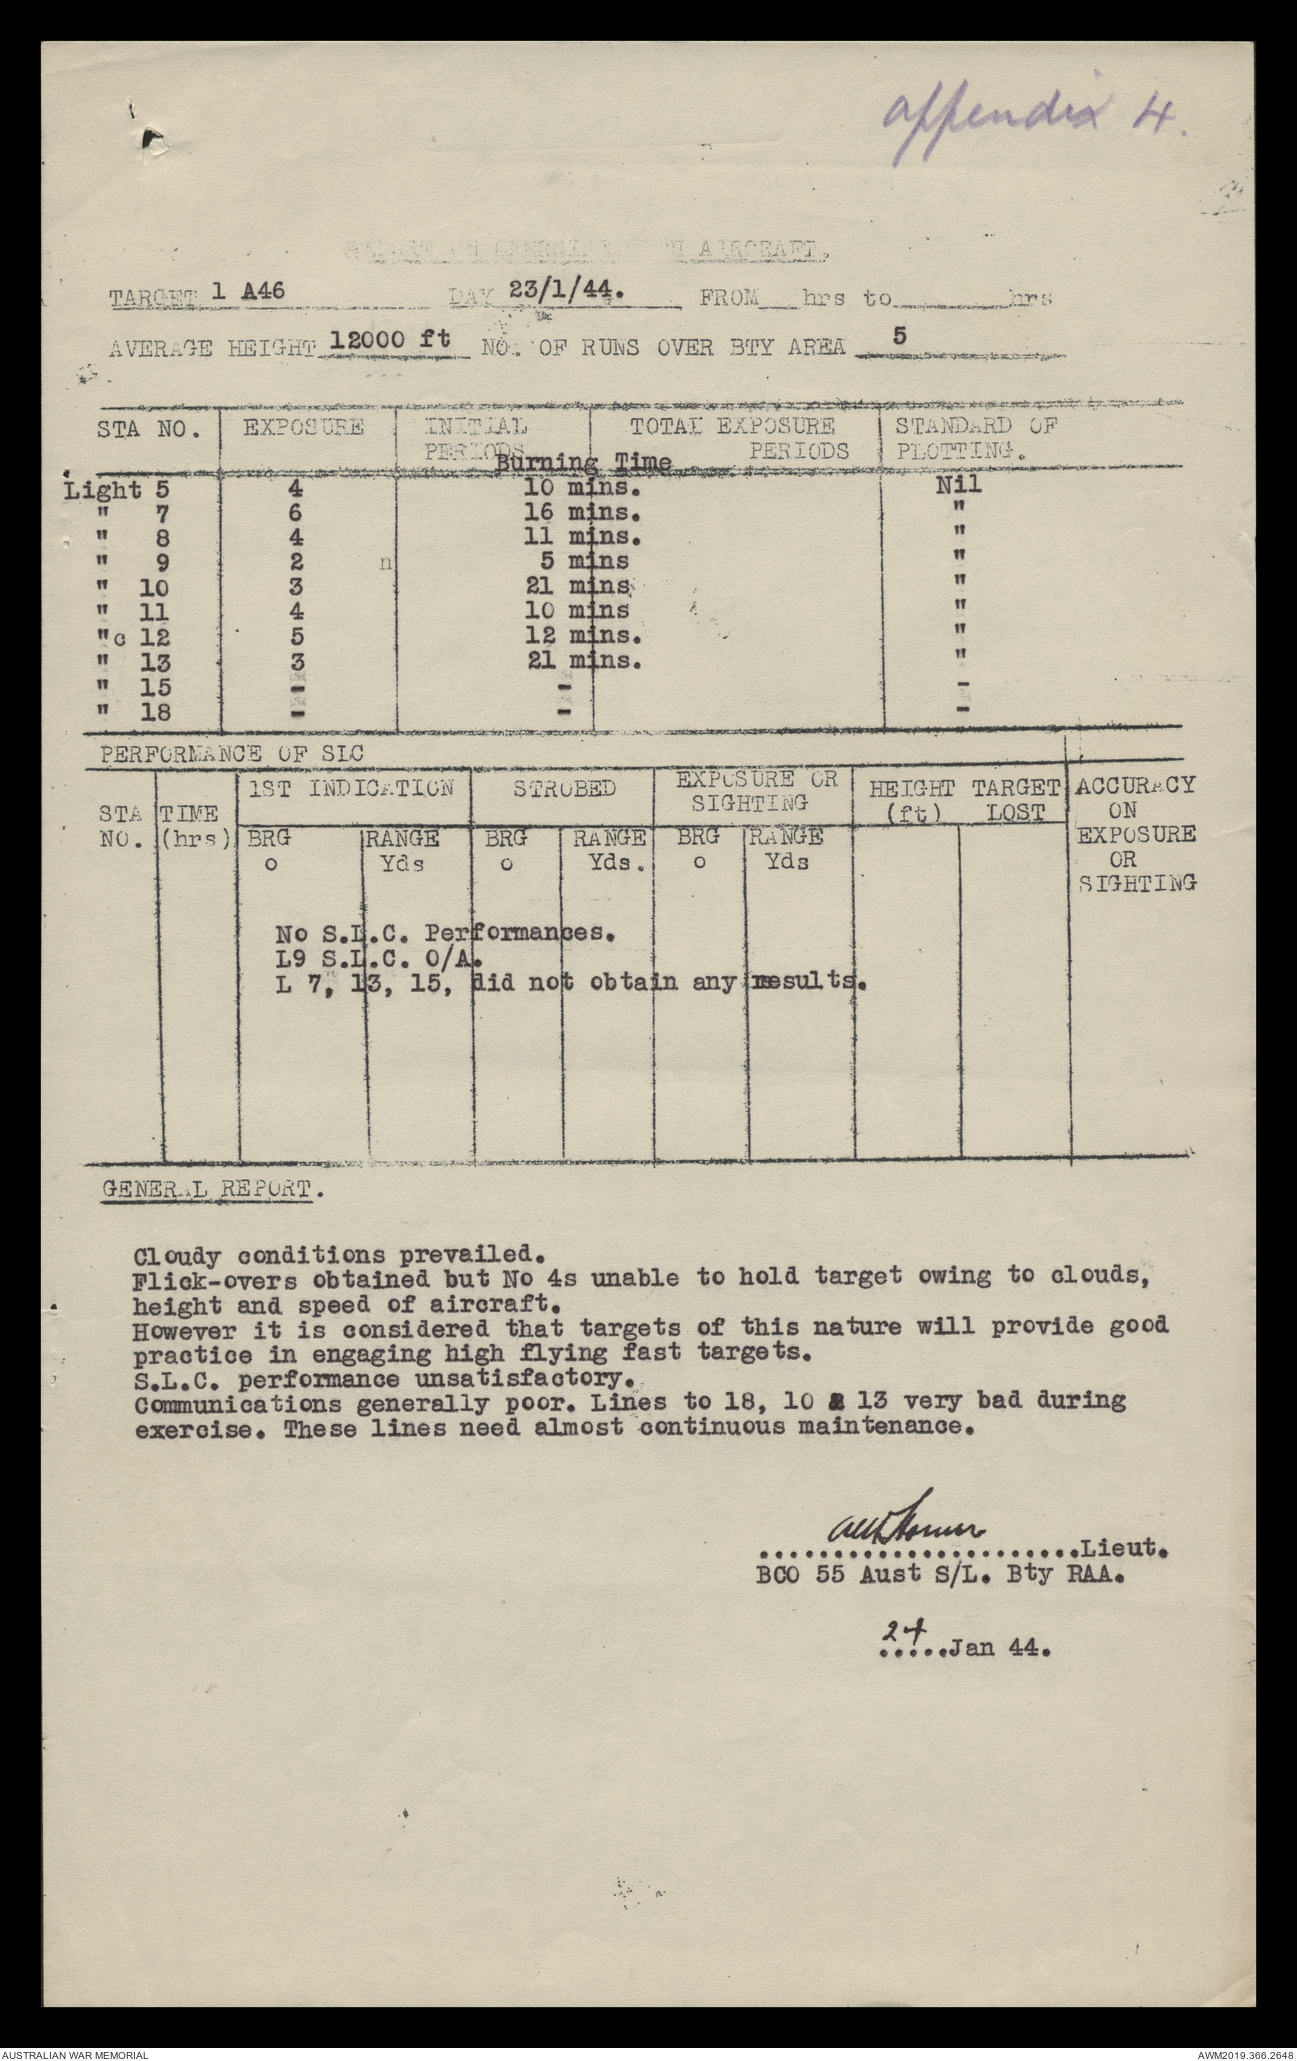 appendix 4.
AIRCRAFT.
TARGET 1 A46 DAY 23/1/44. FROM hrs to hrs
AVERAGE HEIGHT 12000 ft NO. OF RUNS OVER BTY AREA 5
STA NO. EXPOSURE INITIAL PERIODS TOTAL EXPOSURE PERIODS STANDARD OF PLOTTING.
Burning Time
Light 5 4 10 mins. Nil
" 7 6 16 mins. "
" 8 4 11 mins. "
" 9 2 n 5 mins "
" 10 3 21 mins "
" 11 4 10 mins "
" c 12 5 12 mins. "
" 13 3 21 mins. "
" 15 - - -
" 18 - - -
PERFORMANCE OF SLC
STA NO. TIME (hrs) 1ST INDICATION STROBED EXPOSURE OR SIGHTING HEIGHT (ft) TARGET LOST ACCURACY ON EXPOSURE OR SIGHTING
BRG RANGE BRG RANGE BRG RANGE
o Yds o Yds. o Yds
No S.L.C. Performances.
L9 S.L.C. O/A.
L 7, 13, 15, did not obtain any results.
GENERAL REPORT.
Cloudy conditions prevailed.
Flick-overs obtained but No 4s unable to hold target owing to clouds,
height and speed of aircraft.
However it is considered that targets of this nature will provide good
practice in engaging high flying fast targets.
S.L.C. performance unsatisfactory.
Communications generally poor. Lines to 18, 10 & 13 very bad during
exercise. These lines need almost continuous maintenance.
......................Lieut.
BCO 55 Aust S/L. Bty RAA.
24
.....Jan 44.
AUSTRALIAN WAR MEMORIAL
AWM2019.366.2648